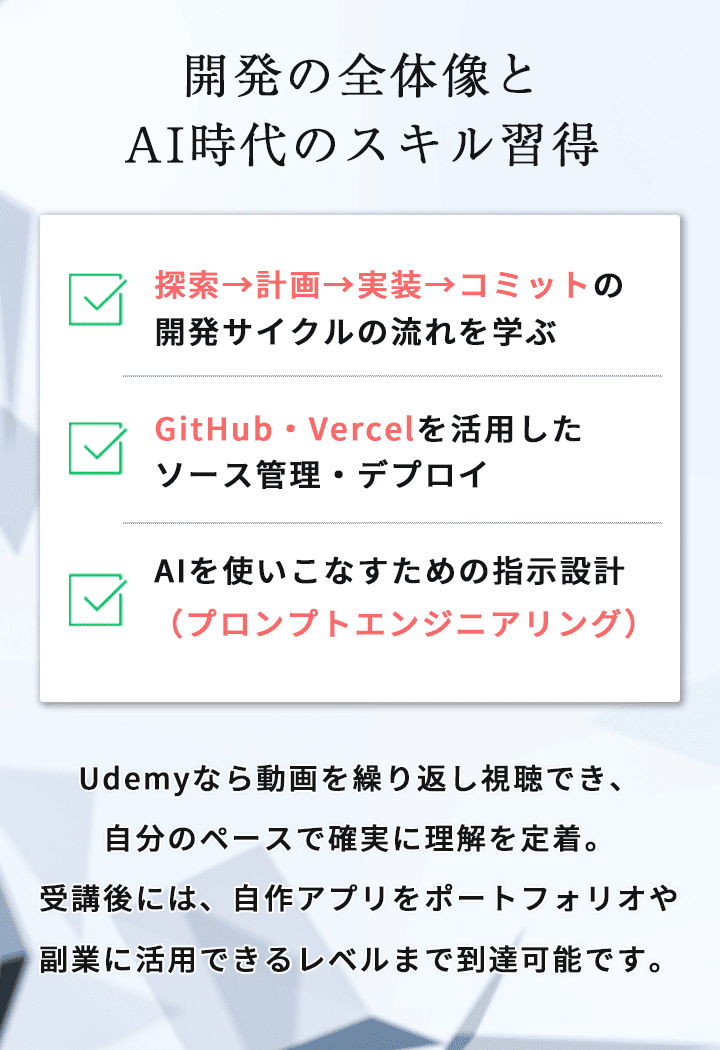 開発の全体像と
AI時代のスキル習得
探索→計画→実装→コミットの
開発サイクルの流れを学ぶ
GitHub・Vercelを活用した
ソース管理・デプロイ
AIを使いこなすための指示設計
（プロンプトエンジニアリング）
Udemyなら動画を繰り返し視聴でき、
自分のペースで確実に理解を定着。
受講後には、自作アプリをポートフォリオや
副業に活用できるレベルまで到達可能です。